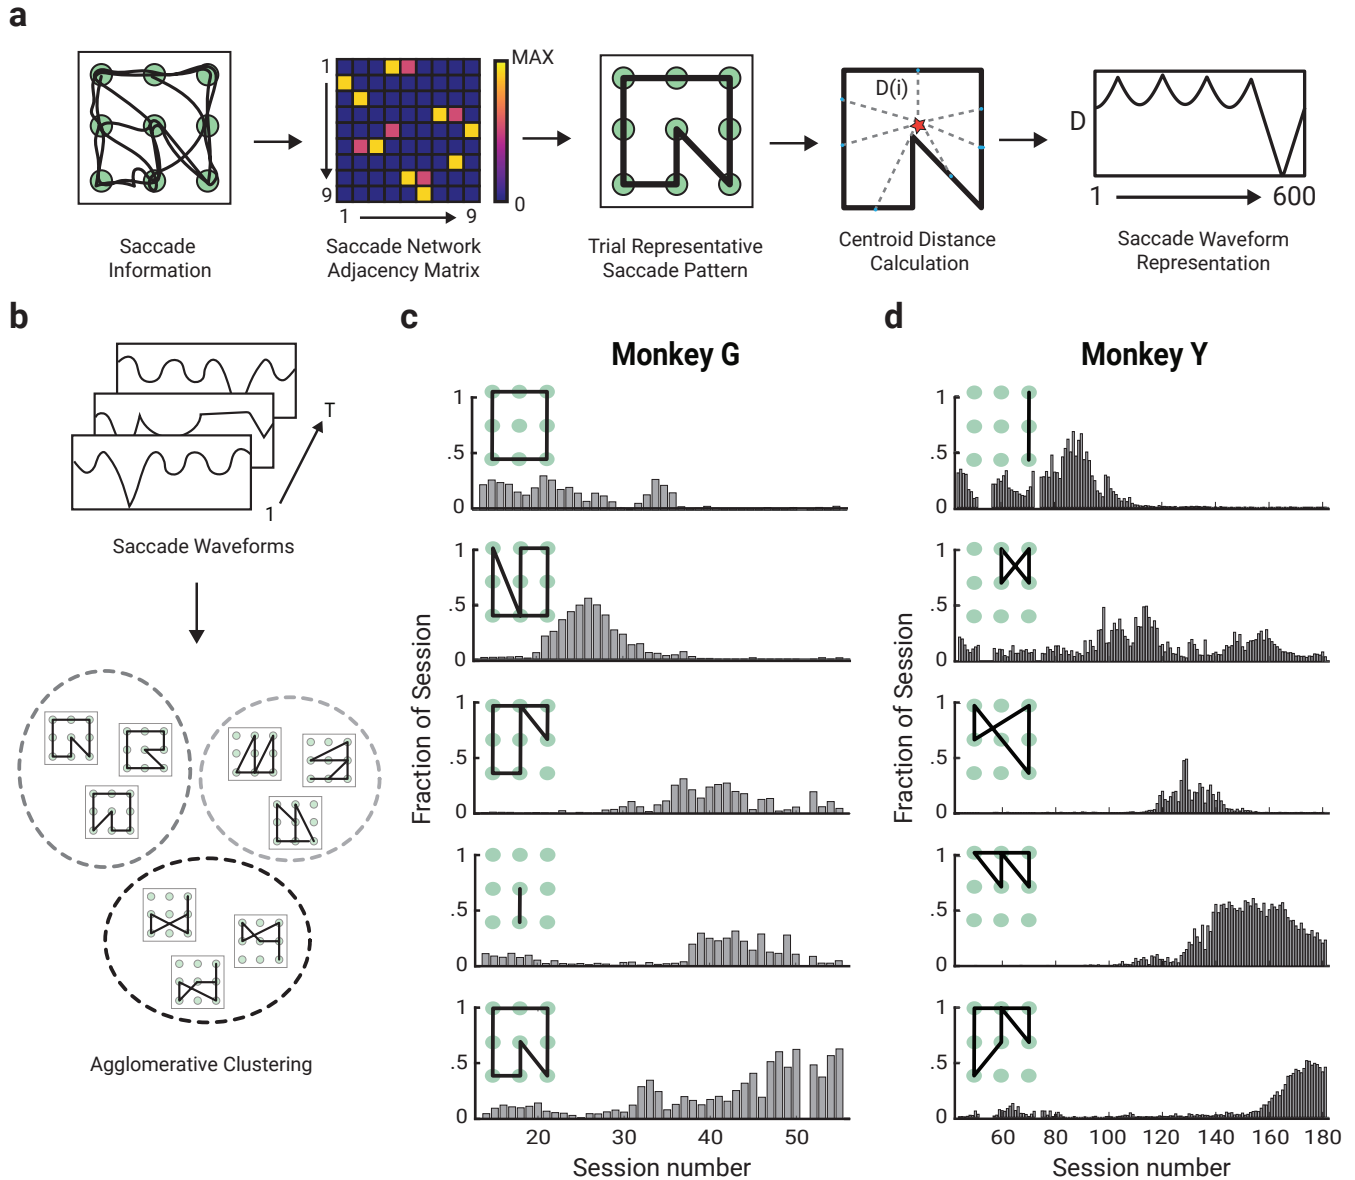 a
MAX
1
9
0
1
9
D(i)
D
1
600
Saccade
Information
Saccade Network
Adjacency Matrix
Trial Representative
Saccade Pattern
Centroid Distance
Calculation
Saccade Waveform
Representation
b
T
1
Saccade Waveforms
Agglomerative Clustering
c
Monkey G
Fraction of Session
1
.5
0
1
.5
0
1
.5
0
1
.5
0
1
.5
0
20
30
40
50
Session number
d
Monkey Y
Fraction of Session
1
.5
0
1
.5
0
1
.5
0
1
.5
0
1
.5
0
60
80
100
120
140
160
180
Session number